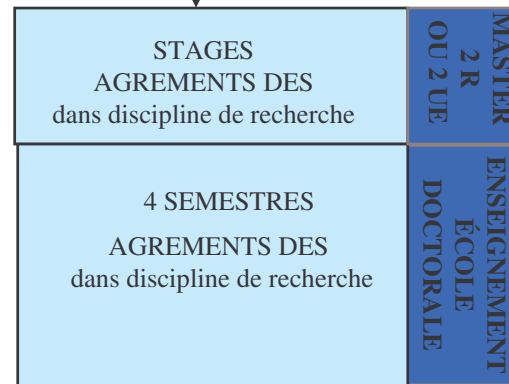 STAGES
AGREMENTS DES
dans discipline de recherche
MASTER
2 R
OU 2 UE
4 SEMESTRES
AGREMENTS DES
dans discipline de recherche
ENSEIGNEMENT
ÉCOLE
DOCTORALE